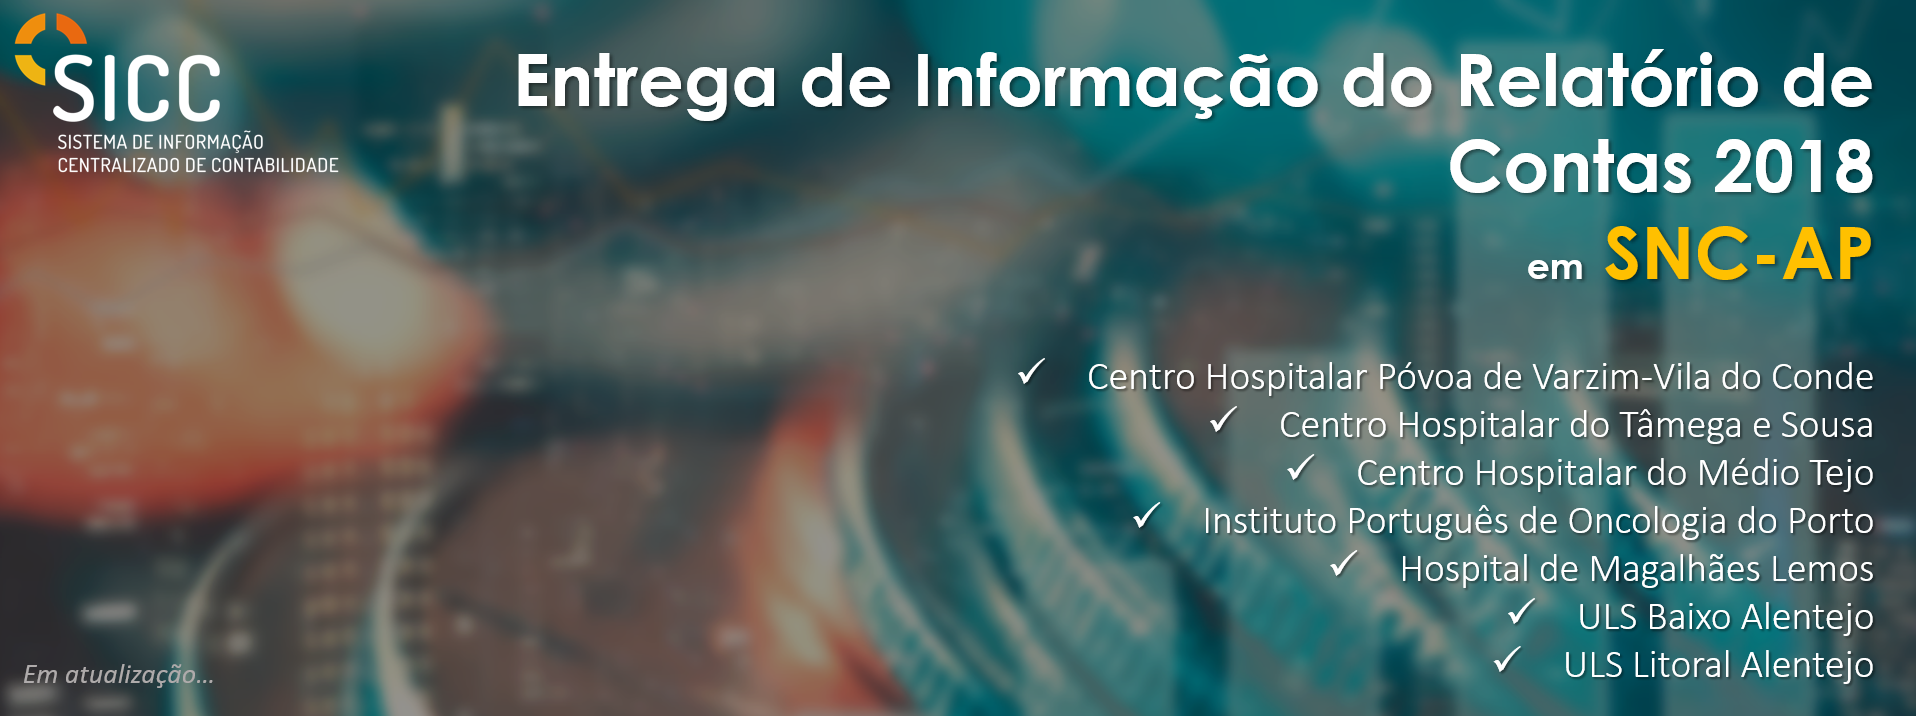 SICC
SISTEMA DE INFORMAÇÃO
CENTRALIZADO DE CONTABILIDADE
Entrega de Informação do Relatório de
Contas 2018
em SNC-AP
✓ Centro Hospitalar Póvoa de Varzim-Vila do Conde
✓ Centro Hospitalar do Tâmega e Sousa
✓ Centro Hospitalar do Médio Tejo
✓ Instituto Português de Oncologia do Porto
✓ Hospital de Magalhães Lemos
✓ ULS Baixo Alentejo
✓ ULS Litoral Alentejo
Em atualização...